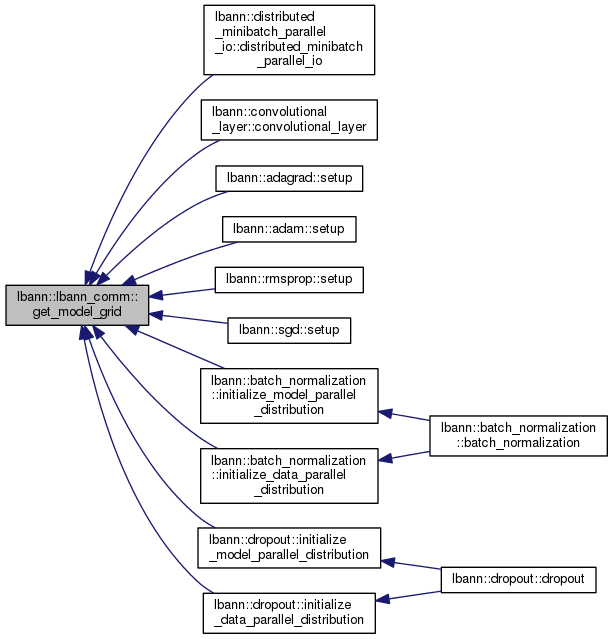 lbann::distributed
_minibatch_parallel
_io::distributed_minibatch
_parallel_io
lbann::convolutional
_layer::convolutional_layer
lbann::adagrad::setup
lbann::adam::setup
lbann::rmsprop::setup
lbann::lbann_comm::
get_model_grid
lbann::sgd::setup
lbann::batch_normalization
::initialize_model_parallel
_distribution
lbann::batch_normalization
::batch_normalization
lbann::batch_normalization
::initialize_data_parallel
_distribution
lbann::dropout::initialize
_model_parallel_distribution
lbann::dropout::dropout
lbann::dropout::initialize
_data_parallel_distribution